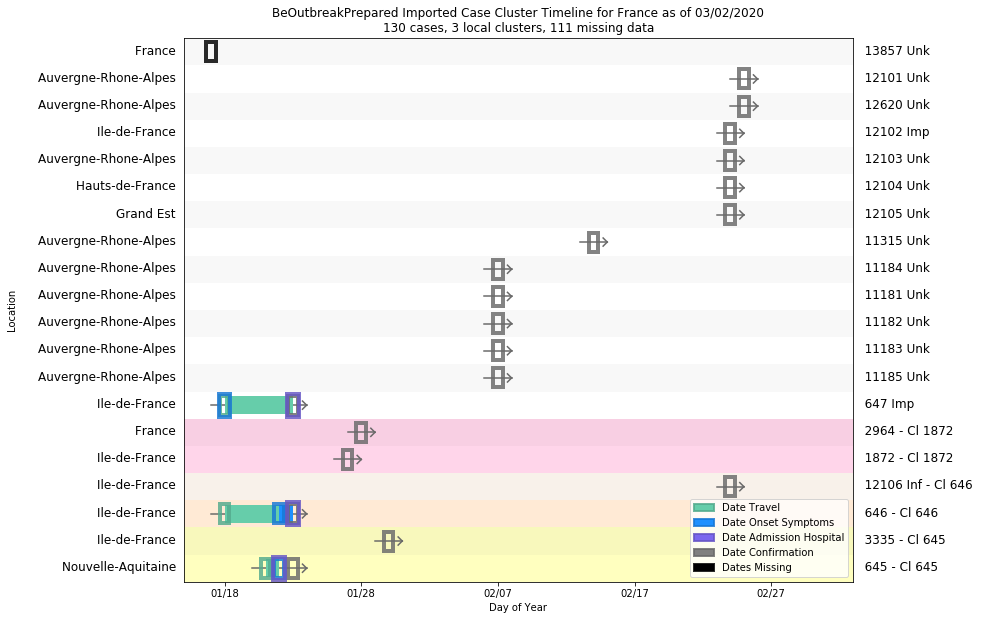 BeOutbreakPrepared Imported Case Cluster Timeline for France as of 03/02/2020
130 cases, 3 local clusters, 111 missing data
France 13857 Unk
Auvergne-Rhone-Alpes 12101 Unk
Auvergne-Rhone-Alpes 12620 Unk
Ile-de-France 12102 Imp
Auvergne-Rhone-Alpes 12103 Unk
Hauts-de-France 12104 Unk
Grand Est 12105 Unk
Auvergne-Rhone-Alpes 11315 Unk
Auvergne-Rhone-Alpes 11184 Unk
Auvergne-Rhone-Alpes 11181 Unk
Auvergne-Rhone-Alpes 11182 Unk
Auvergne-Rhone-Alpes 11183 Unk
Auvergne-Rhone-Alpes 11185 Unk
Ile-de-France 647 Imp
France 2964 - Cl 1872
Ile-de-France 1872 - Cl 1872
Ile-de-France 12106 Inf - Cl 646
Ile-de-France 646 - Cl 646
Ile-de-France 3335 - Cl 645
Nouvelle-Aquitaine 645 - Cl 645
Location
Date Travel
Date Onset Symptoms
Date Admission Hospital
Date Confirmation
Dates Missing
01/18 01/28 02/07 02/17 02/27
Day of Year